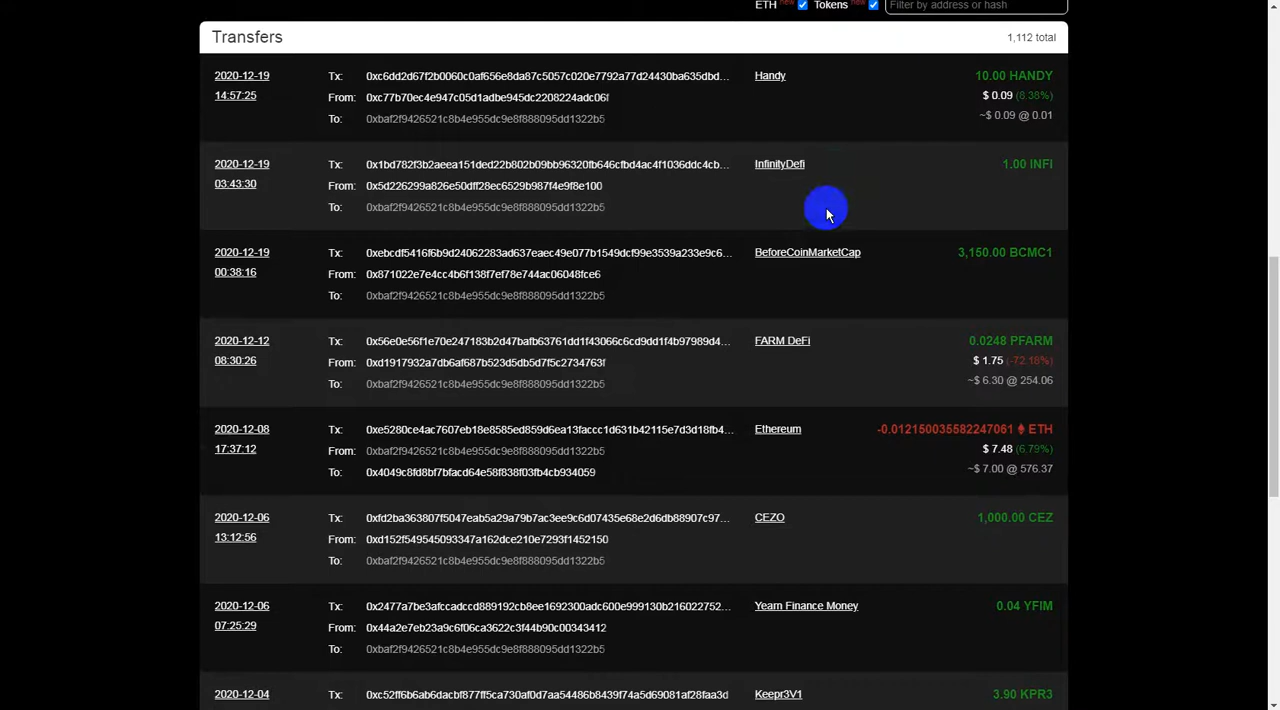 ETH new Tokens new Filter by address or hash
Transfers 1,112 total
2020-12-19 Tx: 0xc6dd2d67f2b0060c0af656e8da87c5057c020e7792a77d24430ba635dbd... Handy 10.00 HANDY
14:57:25 From: 0xc77b70ec4e947c05d1adbe945dc2208224adc06f $ 0.09 (8.38%)
To: 0xbaf2f9426521c8b4e955dc9e8f888095dd1322b5 ~$ 0.09 @ 0.01
2020-12-19 Tx: 0x1bd782f3b2aeea151ded22b802b09bb96320fb646cfbd4ac4f1036ddc4cb... InfinityDefi 1.00 INFI
03:43:30 From: 0x5d226299a826e50dff28ec6529b987f4e9f8e100
To: 0xbaf2f9426521c8b4e955dc9e8f888095dd1322b5
2020-12-19 Tx: 0xebcdf5416f6b9d24062283ad637eaec49e077b1549dcf99e3539a233e9c6... BeforeCoinMarketCap 3,150.00 BCMC1
00:38:16 From: 0x871022e7e4cc4b6f138f7ef78e744ac06048fce6
To: 0xbaf2f9426521c8b4e955dc9e8f888095dd1322b5
2020-12-12 Tx: 0x56e0e56f1e70e247183b2d47bafb63761dd1f43066c6cd9dd1f4b97989d4... FARM DeFi 0.0248 PFARM
08:30:26 From: 0xd1917932a7db6af687b523d5db5d7f5c2734763f $ 1.75 (-72.18%)
To: 0xbaf2f9426521c8b4e955dc9e8f888095dd1322b5 ~$ 6.30 @ 254.06
2020-12-08 Tx: 0xe5280ce4ac7607eb18e8585ed859d6ea13faccc1d631b42115e7d3d18fb4... Ethereum -0.012150035582247061 ETH
17:37:12 From: 0xbaf2f9426521c8b4e955dc9e8f888095dd1322b5 $ 7.48 (6.79%)
To: 0x4049c8fd8bf7bfacd64e58f838f03fb4cb934059 ~$ 7.00 @ 576.37
2020-12-06 Tx: 0xfd2ba363807f5047eab5a29a79b7ac3ee9c6d07435e68e2d6db88907c97... CEZO 1,000.00 CEZ
13:12:56 From: 0xd152f549545093347a162dce210e7293f1452150
To: 0xbaf2f9426521c8b4e955dc9e8f888095dd1322b5
2020-12-06 Tx: 0x2477a7be3afccadccd889192cb8ee1692300adc600e999130b216022752... Yearn Finance Money 0.04 YFIM
07:25:29 From: 0x44a2e7eb23a9c6f06ca3622c3f44b90c00343412
To: 0xbaf2f9426521c8b4e955dc9e8f888095dd1322b5
2020-12-04 Tx: 0xc52ff6b6ab6dacbf877ff5ca730af0d7aa54486b8439f74a5d69081af28faa3d Keepr3V1 3.90 KPR3